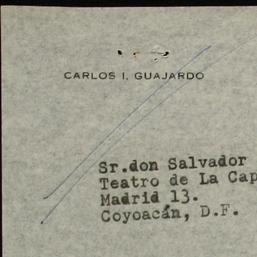 CARLOS I. GUAJARDO
Sr.don Salvador
Teatro de La Cap
Madrid 13.
Coyoacán, D.F.